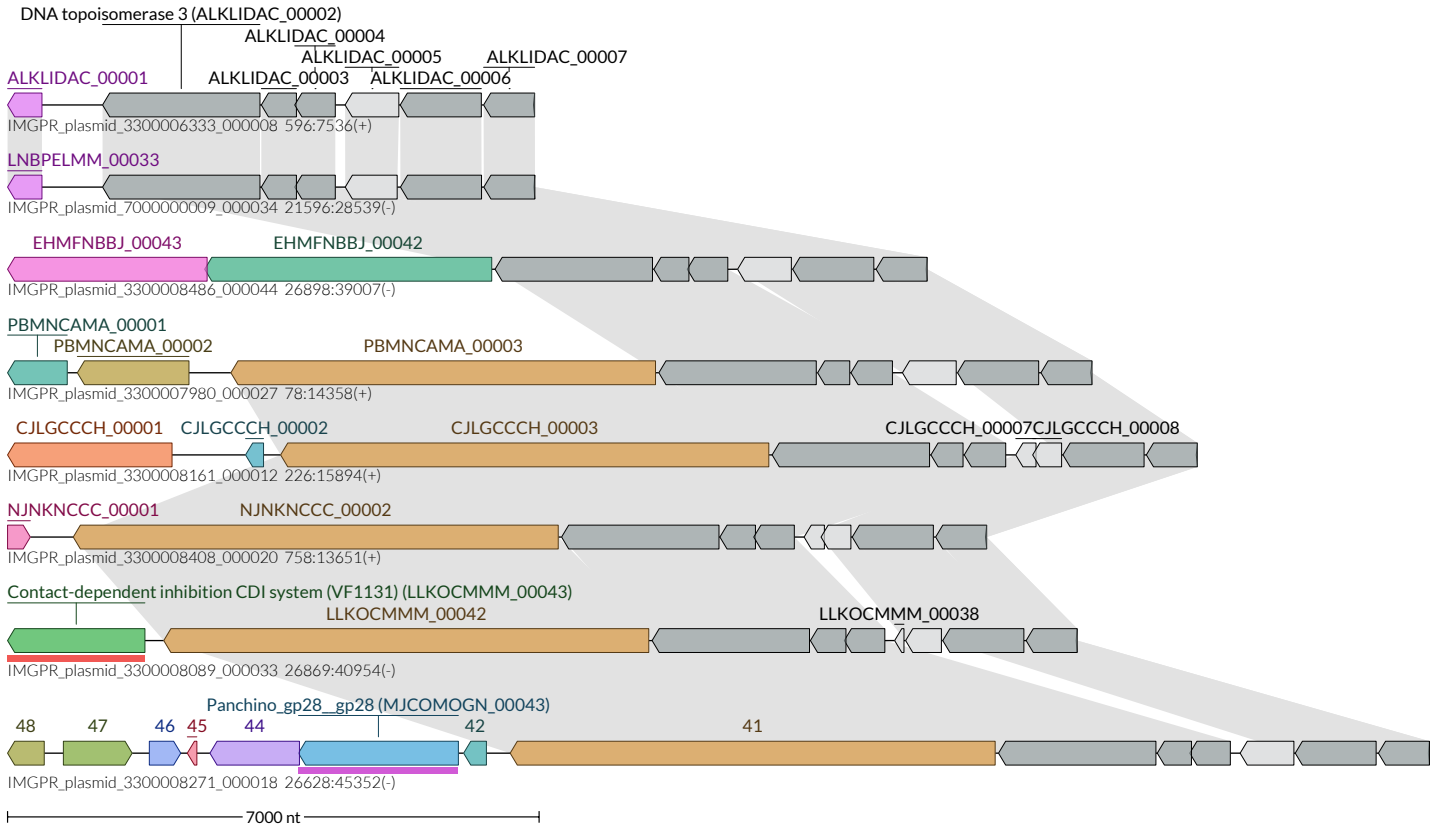 DNA topoisomerase 3 (ALKLIDAC_00002)
ALKLIDAC_00004
ALKLIDAC_00005 ALKLIDAC_00007
ALKLIDAC_00001 ALKLIDAC_00003 ALKLIDAC_00006
IMGPR_plasmid_3300006333_000008 596:7536(+)
LNBPELMM_00033
IMGPR_plasmid_7000000009_000034 21596:28539(-)
EHMFNBBJ_00043 EHMFNBBJ_00042
IMGPR_plasmid_3300008486_000044 26898:39007(-)
PBMNCAMA_00001
PBMNCAMA_00002 PBMNCAMA_00003
IMGPR_plasmid_3300007980_000027 78:14358(+)
CJLGCCCH_00001 CJLGCCCH_00002 CJLGCCCH_00003 CJLGCCCH_00007 CJLGCCCH_00008
IMGPR_plasmid_3300008161_000012 226:15894(+)
NJNKNCCC_00001 NJNKNCCC_00002
IMGPR_plasmid_3300008408_000020 758:13651(+)
Contact-dependent inhibition CDI system (VF1131) (LLKOCMMM_00043)
LLKOCMMM_00042 LLKOCMMM_00038
IMGPR_plasmid_3300008089_000033 26869:40954(-)
Panchino_gp28__gp28 (MJCOMOGN_00043)
48 47 46 45 44 42 41
IMGPR_plasmid_3300008271_000018 26628:45352(-)
7000 nt